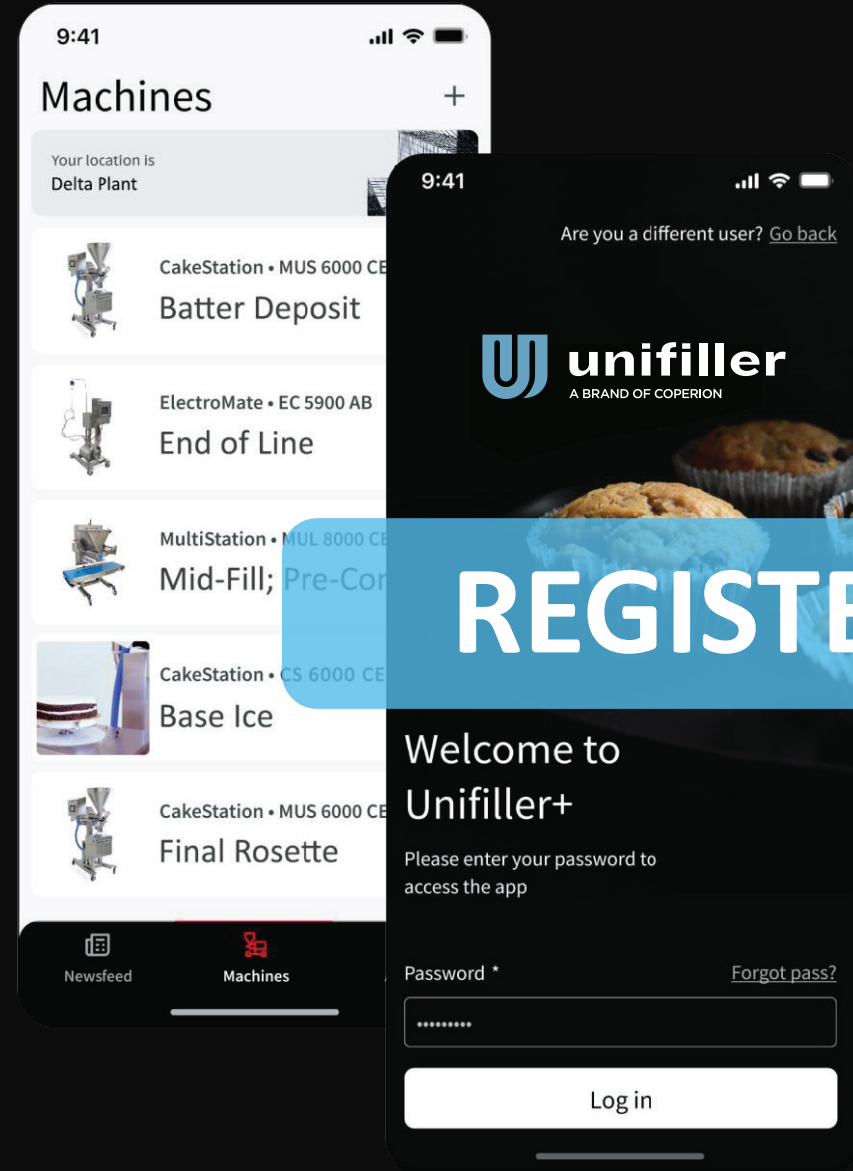 9:41
Machines
+
Your location is
Delta Plant
CakeStation • MUS 6000 CE
Batter Deposit
ElectroMate • EC 5900 AB
End of Line
MultiStation • MUL 8000 CE
Mid-Fill; Pre-Cor
CakeStation • CS 6000 CE
Base Ice
CakeStation • MUS 6000 CE
Final Rosette
Newsfeed
Machines
9:41
Are you a different user? Go back
unifiller
A BRAND OF COPERION
REGISTE
Welcome to
Unifiller+
Please enter your password to
access the app
Password *
Forgot pass?
•••••••••
Log in